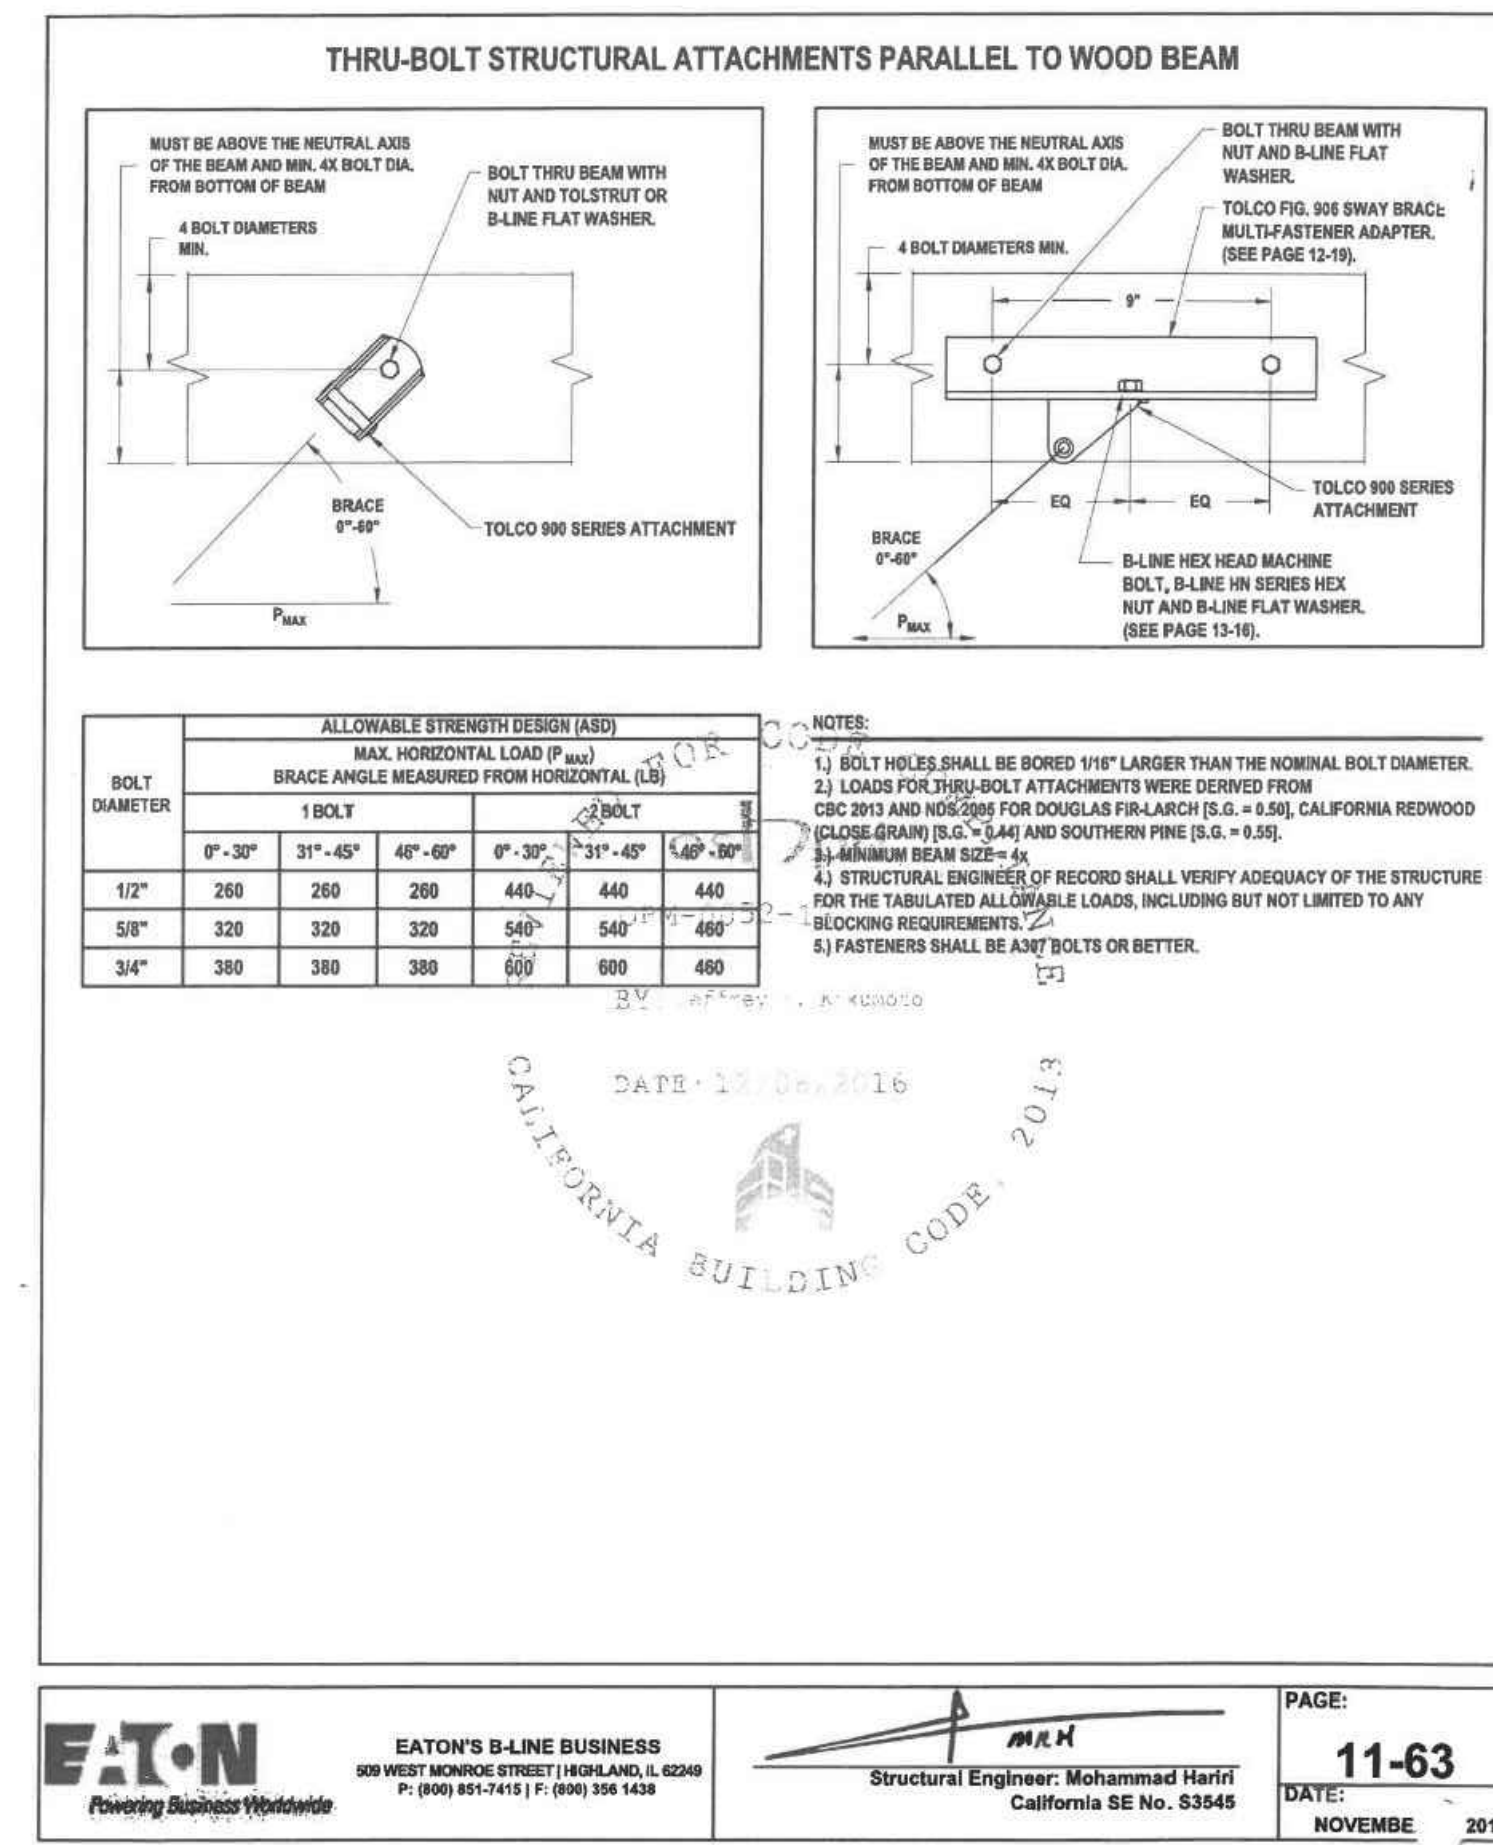 THRU-BOLT STRUCTURAL ATTACHMENTS PARALLEL TO WOOD BEAM
MUST BE ABOVE THE NEUTRAL AXIS
OF THE BEAM AND MIN. 4X BOLT DIA.
FROM BOTTOM OF BEAM
4 BOLT DIAMETERS
MIN.
BOLT THRU BEAM WITH
NUT AND TOLSTRUT OR
B-LINE FLAT WASHER.
BRACE
0°-60°
TOLCO 900 SERIES ATTACHMENT
PMAX
MUST BE ABOVE THE NEUTRAL AXIS
OF THE BEAM AND MIN. 4X BOLT DIA.
FROM BOTTOM OF BEAM
4 BOLT DIAMETERS MIN.
BOLT THRU BEAM WITH
NUT AND B-LINE FLAT
WASHER.
TOLCO FIG. 906 SWAY BRACE
MULTI-FASTENER ADAPTER.
(SEE PAGE 12-19).
9"
EQ
EQ
TOLCO 900 SERIES
ATTACHMENT
BRACE
0°-60°
PMAX
B-LINE HEX HEAD MACHINE
BOLT, B-LINE HN SERIES HEX
NUT AND B-LINE FLAT WASHER.
(SEE PAGE 13-16).
BOLT
DIAMETER
ALLOWABLE STRENGTH DESIGN (ASD)
MAX. HORIZONTAL LOAD (P MAX)
BRACE ANGLE MEASURED FROM HORIZONTAL (LB)
1 BOLT 2 BOLT
0° - 30° 31° - 45° 46° - 60° 0° - 30° 31° - 45° 46° - 60°
1/2" 260 260 260 440 440 440
5/8" 320 320 320 540 540 460
3/4" 380 380 380 600 600 460
NOTES:
1.) BOLT HOLES SHALL BE BORED 1/16" LARGER THAN THE NOMINAL BOLT DIAMETER.
2.) LOADS FOR THRU-BOLT ATTACHMENTS WERE DERIVED FROM
CBC 2013 AND NDS 2005 FOR DOUGLAS FIR-LARCH [S.G. = 0.50], CALIFORNIA REDWOOD
(CLOSE GRAIN) [S.G. = 0.44] AND SOUTHERN PINE [S.G. = 0.55].
3.) MINIMUM BEAM SIZE = 4x
4.) STRUCTURAL ENGINEER OF RECORD SHALL VERIFY ADEQUACY OF THE STRUCTURE
FOR THE TABULATED ALLOWABLE LOADS, INCLUDING BUT NOT LIMITED TO ANY
BLOCKING REQUIREMENTS.
5.) FASTENERS SHALL BE A307 BOLTS OR BETTER.
FOR CODE
BY:
DATE: 2016
CALIFORNIA BUILDING CODE, 2013
EATON
Powering Business Worldwide
EATON'S B-LINE BUSINESS
509 WEST MONROE STREET | HIGHLAND, IL 62249
P: (800) 851-7415 | F: (800) 356 1438
MRH
Structural Engineer: Mohammad Hariri
California SE No. S3545
PAGE:
11-63
DATE:
NOVEMBE 201